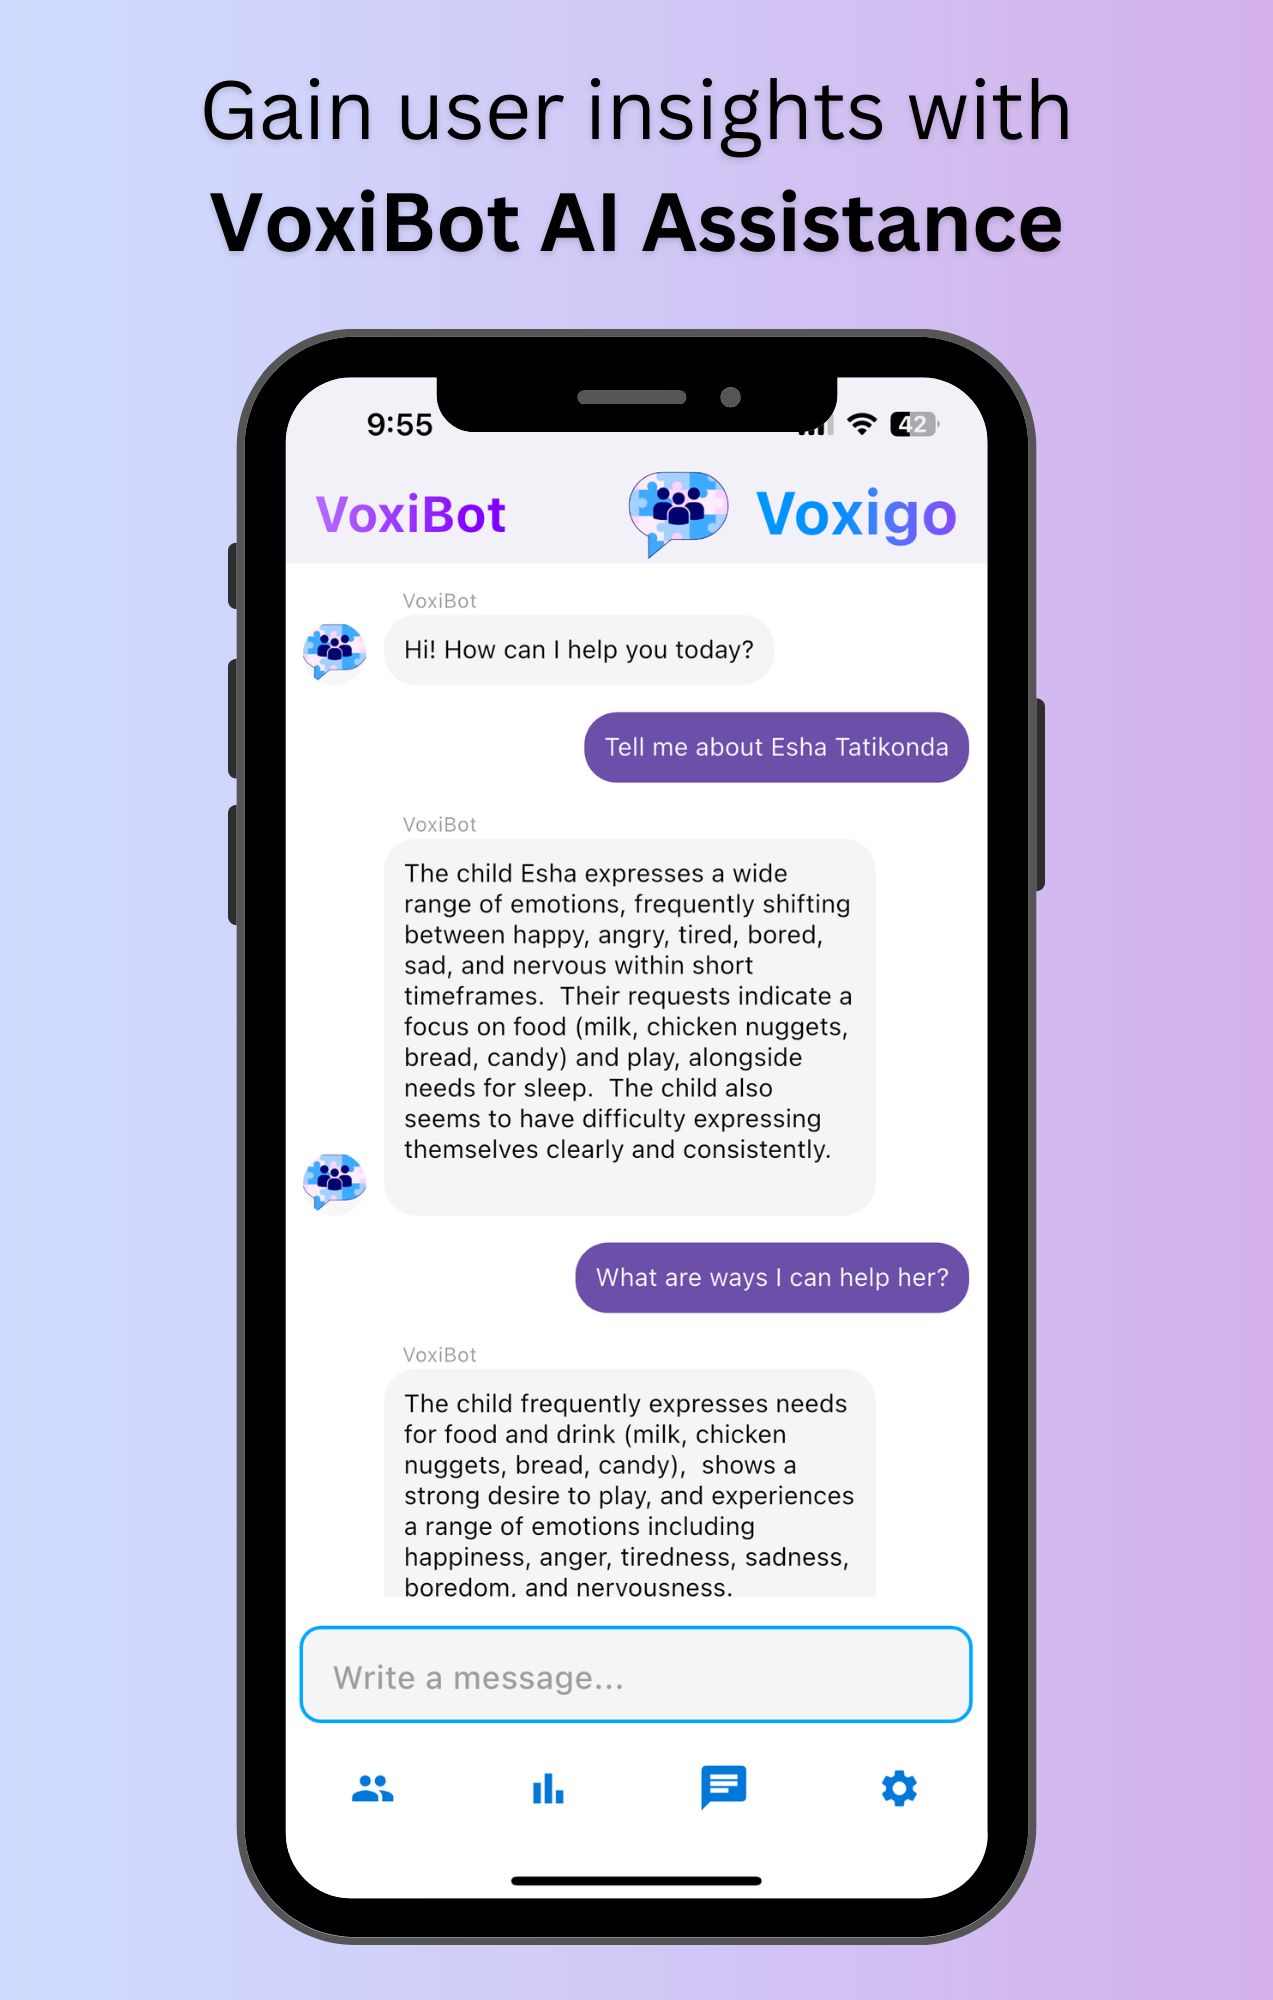 Gain user insights with
VoxiBot AI Assistance
9:55
42
VoxiBot
Voxigo
VoxiBot
Hi! How can I help you today?
Tell me about Esha Tatikonda
VoxiBot
The child Esha expresses a wide
range of emotions, frequently shifting
between happy, angry, tired, bored,
sad, and nervous within short
timeframes.  Their requests indicate a
focus on food (milk, chicken nuggets,
bread, candy) and play, alongside
needs for sleep.  The child also
seems to have difficulty expressing
themselves clearly and consistently.
What are ways I can help her?
VoxiBot
The child frequently expresses needs
for food and drink (milk, chicken
nuggets, bread, candy),  shows a
strong desire to play, and experiences
a range of emotions including
happiness, anger, tiredness, sadness,
boredom, and nervousness.
Write a message...